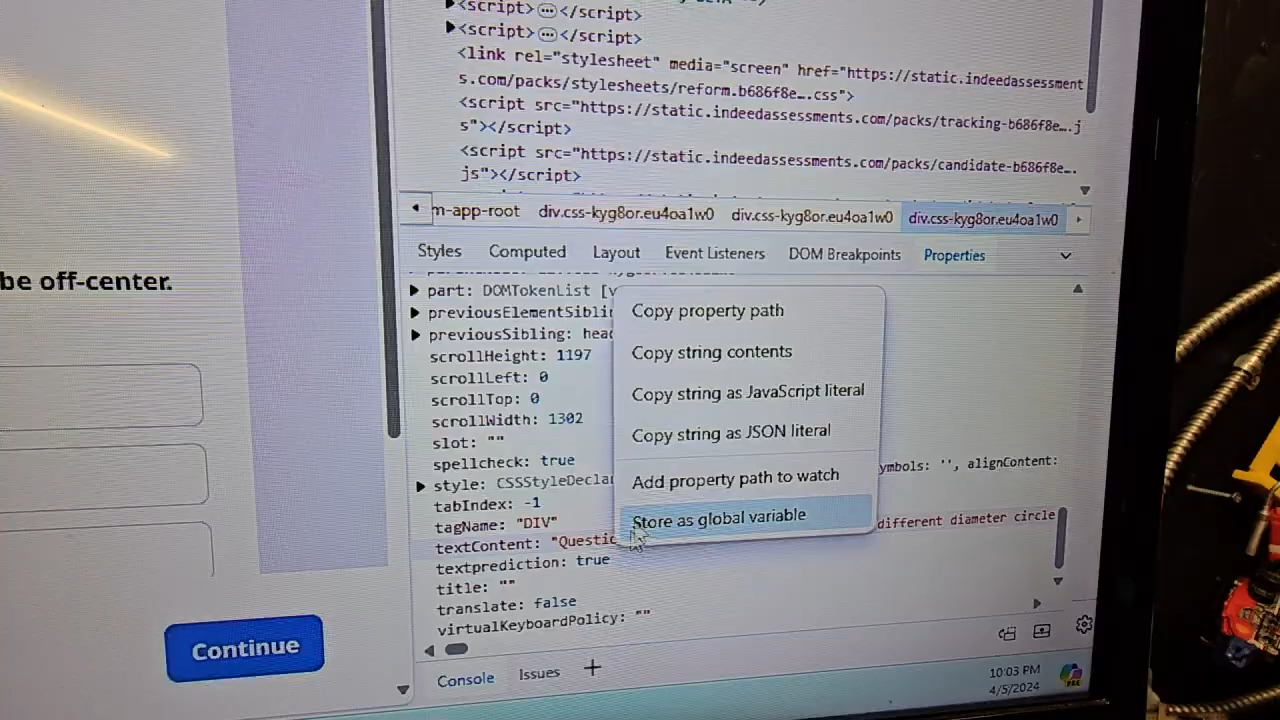 <script> … </script>
<script> … </script>
<link rel="stylesheet" media="screen" href="https://static.indeedassessment
s.com/packs/stylesheets/reform.b686f8e….css">
<script src="https://static.indeedassessments.com/packs/tracking-b686f8e….j
s"></script>
<script src="https://static.indeedassessments.com/packs/candidate-b686f8e….
js"></script>
m-app-root div.css-kyg8or.eu4oa1w0 div.css-kyg8or.eu4oa1w0 div.css-kyg8or.eu4oa1w0
Styles Computed Layout Event Listeners DOM Breakpoints Properties
be off-center.
part: DOMTokenList [v
previousElementSibli
previousSibling: head
scrollHeight: 1197
scrollLeft: 0
scrollTop: 0
scrollWidth: 1302
slot: ""
spellcheck: true
style: CSSStyleDeclar ymbols: '', alignContent:
tabIndex: -1
tagName: "DIV"
textContent: "Questio different diameter circle
textprediction: true
title: ""
translate: false
virtualKeyboardPolicy: ""
Copy property path
Copy string contents
Copy string as JavaScript literal
Copy string as JSON literal
Add property path to watch
Store as global variable
Continue
Console Issues +
10:03 PM
4/5/2024
PRE